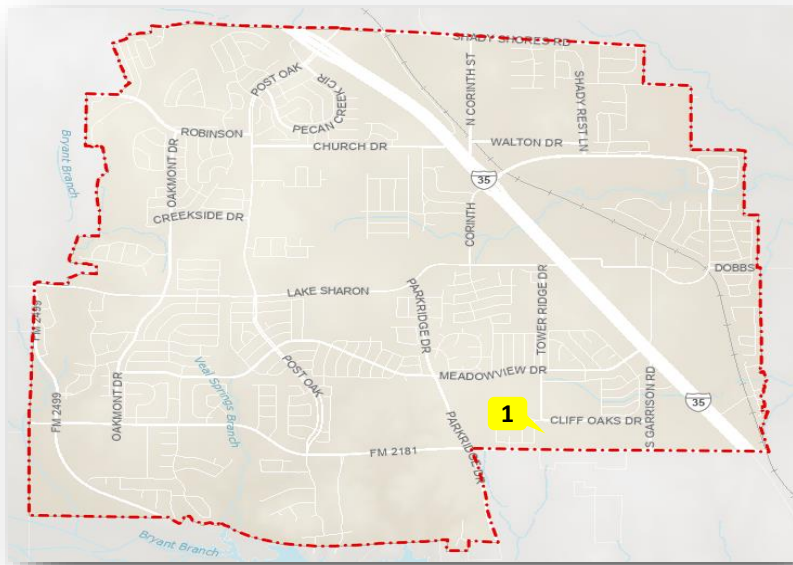 SHADY SHORES RD
POST OAK
PECAN CREEK CIR
N CORINTH ST
SHADY REST LN
ROBINSON
CHURCH DR
WALTON DR
Bryant Branch
OAKMONT DR
35
CREEKSIDE DR
CORINTH
DOBBS
LAKE SHARON
PARKRIDGE DR
TOWER RIDGE DR
FM 2499
Veal Springs Branch
POST OAK
MEADOWVIEW DR
S GARRISON RD
OAKMONT DR
FM 2499
35
1
CLIFF OAKS DR
PARKRIDGE DR
FM 2181
Bryant Branch